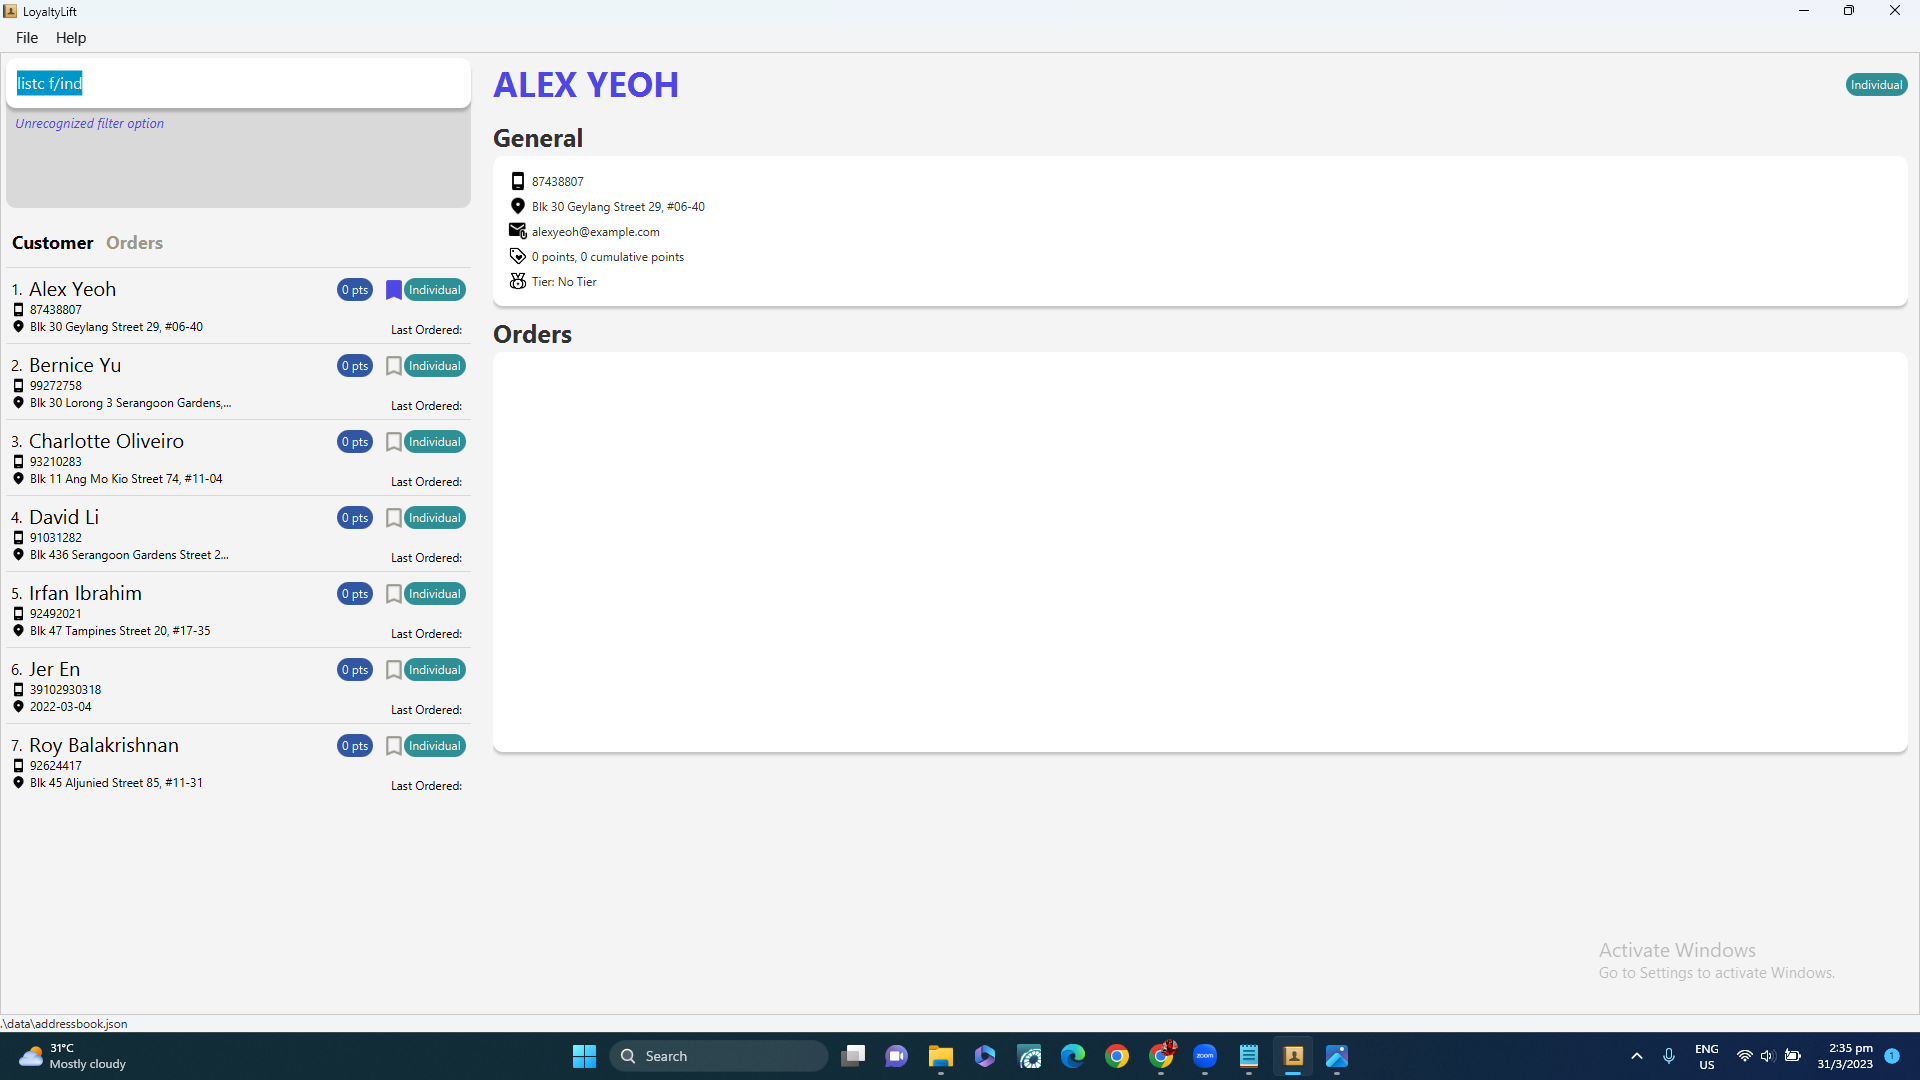 LoyaltyLift
File Help
listc f/ind
Unrecognized filter option
Customer Orders
1. Alex Yeoh 0 pts Individual
87438807
Blk 30 Geylang Street 29, #06-40
Last Ordered:
2. Bernice Yu 0 pts Individual
99272758
Blk 30 Lorong 3 Serangoon Gardens,...
Last Ordered:
3. Charlotte Oliveiro 0 pts Individual
93210283
Blk 11 Ang Mo Kio Street 74, #11-04
Last Ordered:
4. David Li 0 pts Individual
91031282
Blk 436 Serangoon Gardens Street 2...
Last Ordered:
5. Irfan Ibrahim 0 pts Individual
92492021
Blk 47 Tampines Street 20, #17-35
Last Ordered:
6. Jer En 0 pts Individual
39102930318
2022-03-04
Last Ordered:
7. Roy Balakrishnan 0 pts Individual
92624417
Blk 45 Aljunied Street 85, #11-31
Last Ordered:
ALEX YEOH Individual
General
87438807
Blk 30 Geylang Street 29, #06-40
alexyeoh@example.com
0 points, 0 cumulative points
Tier: No Tier
Orders
Activate Windows
Go to Settings to activate Windows.
.\data\addressbook.json
31°C
Mostly cloudy
Search
zoom
ENG
US
2:35 pm
31/3/2023
1